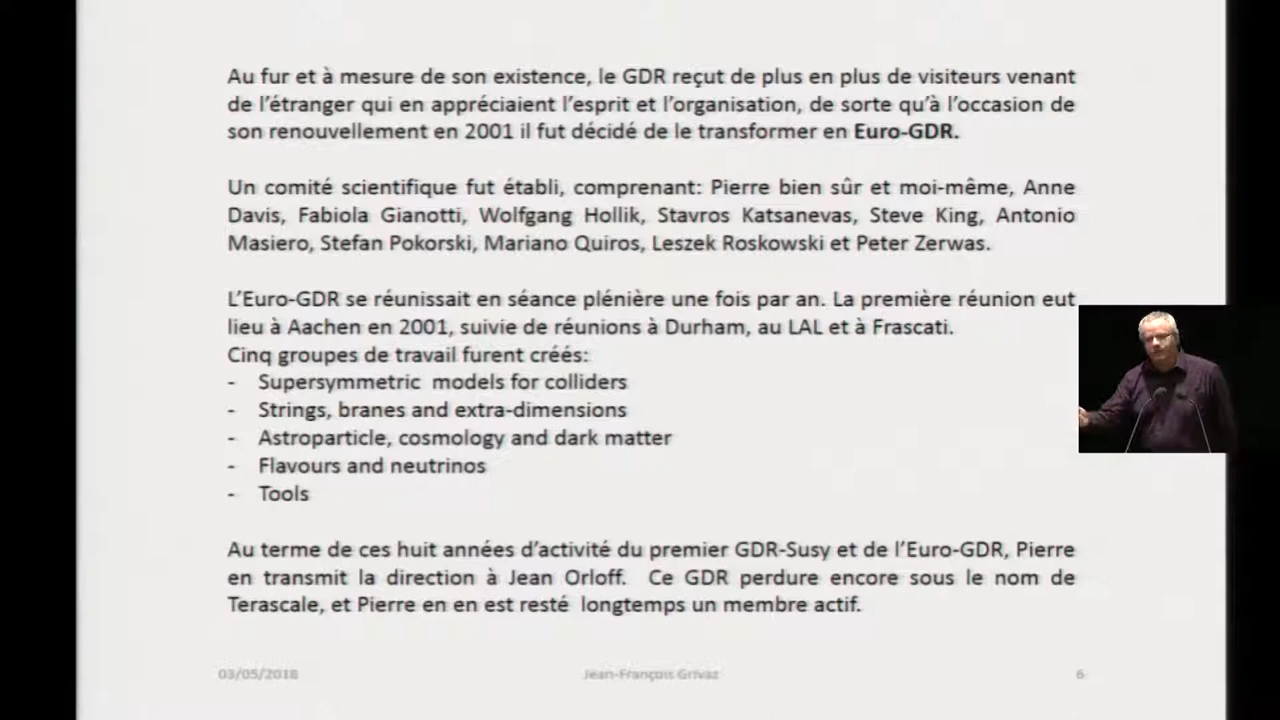 Au fur et à mesure de son existence, le GDR reçut de plus en plus de visiteurs venant
de l'étranger qui en appréciaient l'esprit et l'organisation, de sorte qu'à l'occasion de
son renouvellement en 2001 il fut décidé de le transformer en Euro-GDR.
Un comité scientifique fut établi, comprenant: Pierre bien sûr et moi-même, Anne
Davis, Fabiola Gianotti, Wolfgang Hollik, Stavros Katsanevas, Steve King, Antonio
Masiero, Stefan Pokorski, Mariano Quiros, Leszek Roskowski et Peter Zerwas.
L'Euro-GDR se réunissait en séance plénière une fois par an. La première réunion eut
lieu à Aachen en 2001, suivie de réunions à Durham, au LAL et à Frascati.
Cinq groupes de travail furent créés:
- Supersymmetric models for colliders
- Strings, branes and extra-dimensions
- Astroparticle, cosmology and dark matter
- Flavours and neutrinos
- Tools
Au terme de ces huit années d'activité du premier GDR-Susy et de l'Euro-GDR, Pierre
en transmit la direction à Jean Orloff. Ce GDR perdure encore sous le nom de
Terascale, et Pierre en en est resté longtemps un membre actif.
03/05/2018 Jean-François Grivaz 6